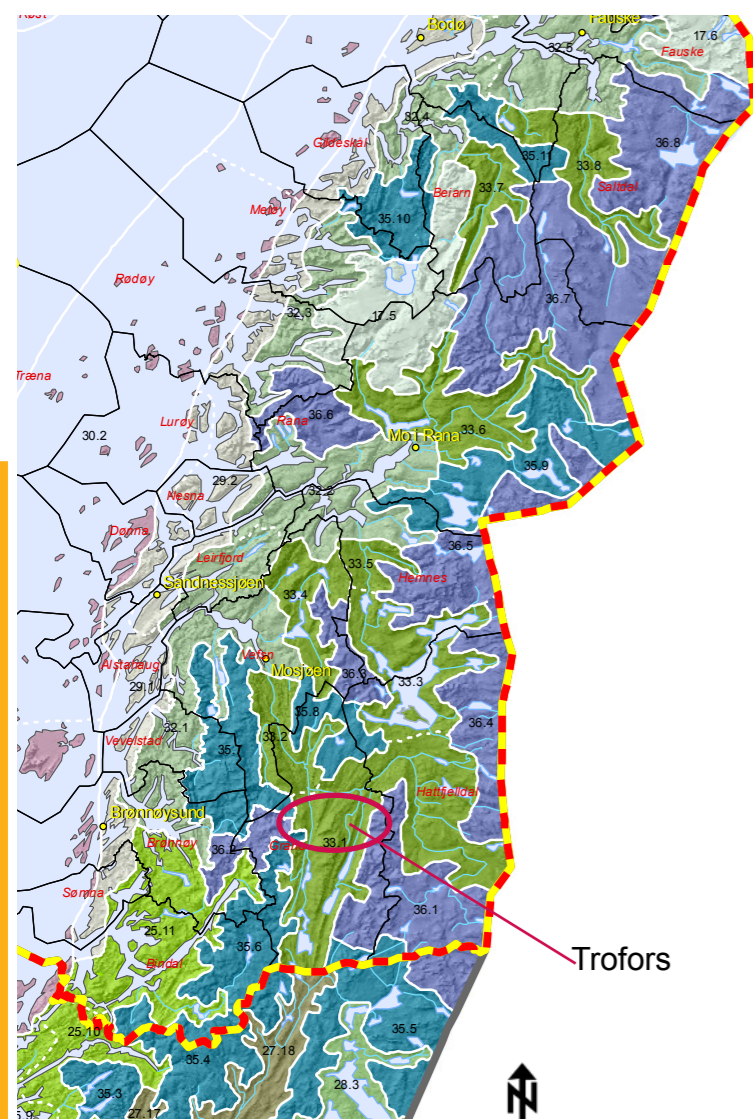 Røst
Bodø
Fauske
17.6
Fauske
32.5
32.4
Gildeskål
36.8
35.11
33.8
Beiarn
33.7
Saltdal
35.10
Meløy
Rødøy
36.7
32.3
17.5
Træna
36.6
Lurøy
Rana
33.6
Mo i Rana
30.2
35.9
29.2
Nesna
32.2
Dønna
36.5
Leirfjord
33.5
Hemnes
Sandnessjøen
33.4
Vefsn
Alstahaug
Mosjøen
36.3
33.3
29.1
35.8
36.4
32.1
33.2
Vevelstad
35.7
Hattfjelldal
Brønnøysund
Brønnøy
33.1
36.2
Sømna
36.1
25.11
35.6
Bindal
Trofors
25.10
35.5
27.18
35.4
28.3
35.3
27.17
N